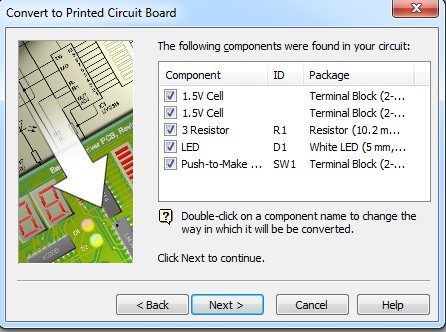 Convert to Printed Circuit Board
The following components were found in your circuit:
Component ID Package
1.5V Cell Terminal Block (2-...
1.5V Cell Terminal Block (2-...
3 Resistor R1 Resistor (10.2 m...
LED D1 White LED (5 mm,...
Push-to-Make ... SW1 Terminal Block (2-...
Double-click on a component name to change the
way in which it will be be converted.
Click Next to continue.
< Back Next > Cancel Help